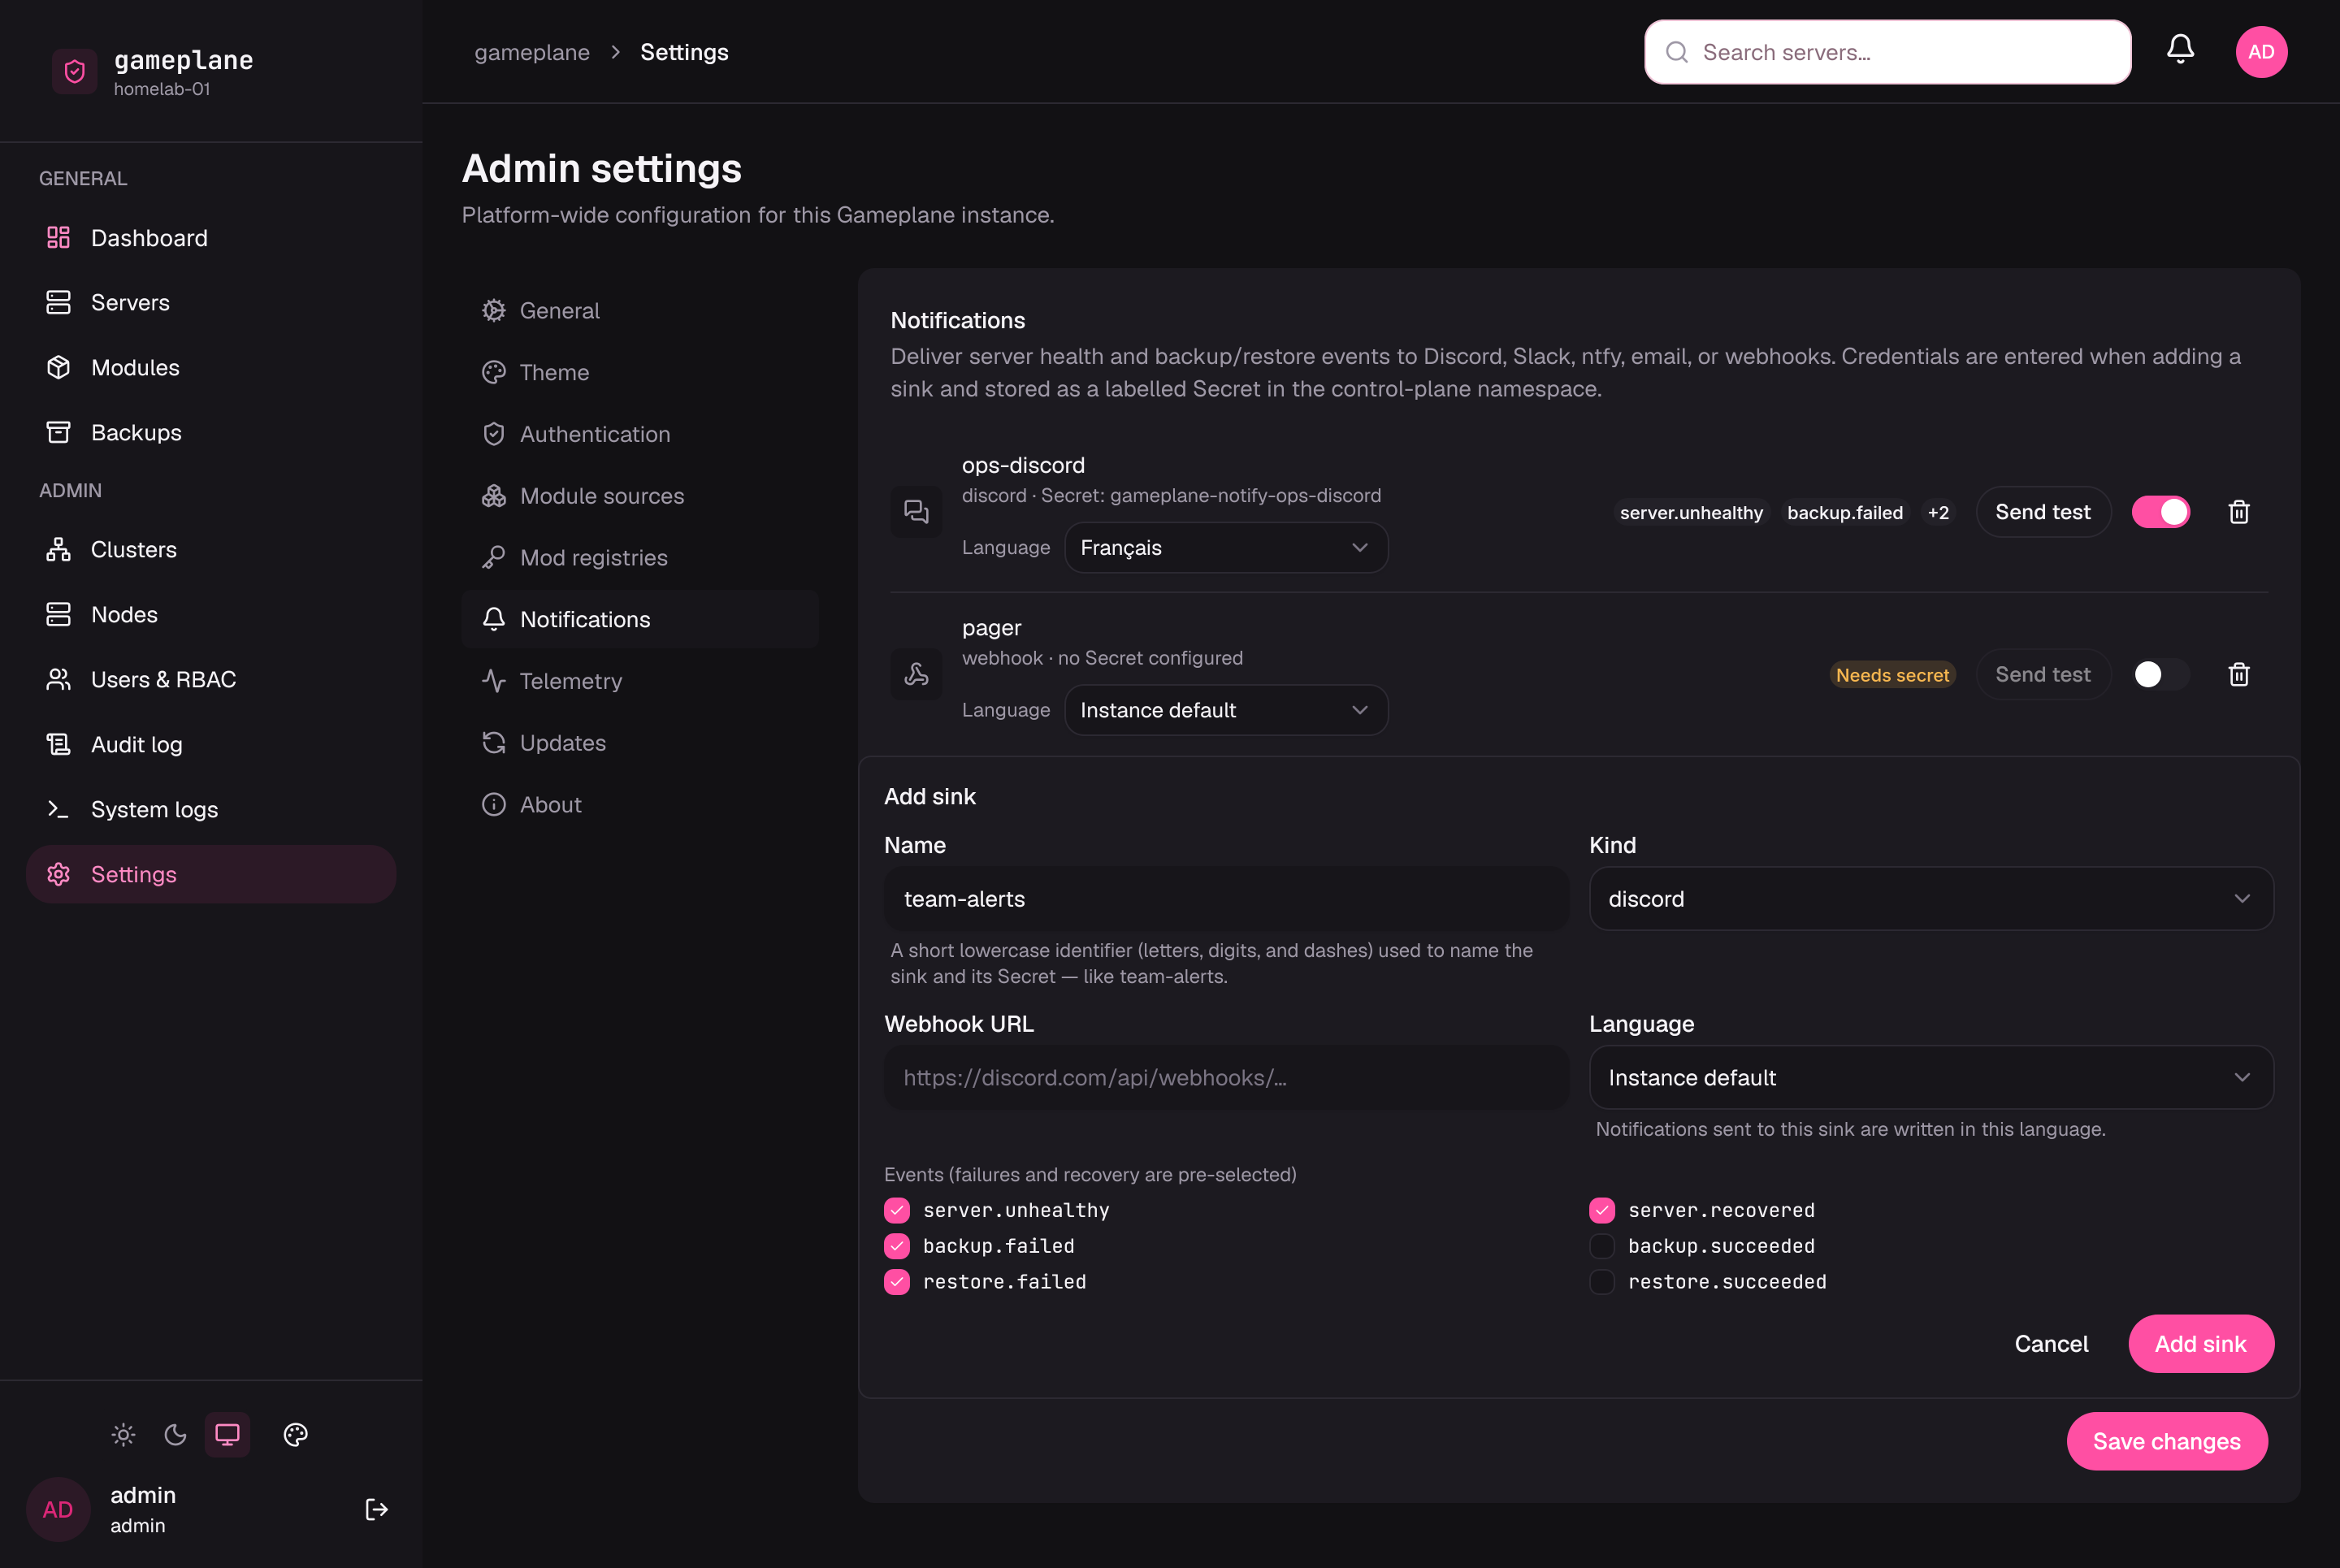 gameplane
homelab-01
GENERAL
Dashboard
Servers
Modules
Backups
ADMIN
Clusters
Nodes
Users & RBAC
Audit log
System logs
Settings
AD
admin
admin
gameplane > Settings
Search servers...
AD
Admin settings
Platform-wide configuration for this Gameplane instance.
General
Theme
Authentication
Module sources
Mod registries
Notifications
Telemetry
Updates
About
Notifications
Deliver server health and backup/restore events to Discord, Slack, ntfy, email, or webhooks. Credentials are entered when adding a
sink and stored as a labelled Secret in the control-plane namespace.
ops-discord
discord · Secret: gameplane-notify-ops-discord
Language Français
server.unhealthy backup.failed +2 Send test
pager
webhook · no Secret configured
Language Instance default
Needs secret Send test
Add sink
Name
team-alerts
A short lowercase identifier (letters, digits, and dashes) used to name the
sink and its Secret — like team-alerts.
Kind
discord
Webhook URL
https://discord.com/api/webhooks/...
Language
Instance default
Notifications sent to this sink are written in this language.
Events (failures and recovery are pre-selected)
server.unhealthy
server.recovered
backup.failed
backup.succeeded
restore.failed
restore.succeeded
Cancel Add sink
Save changes